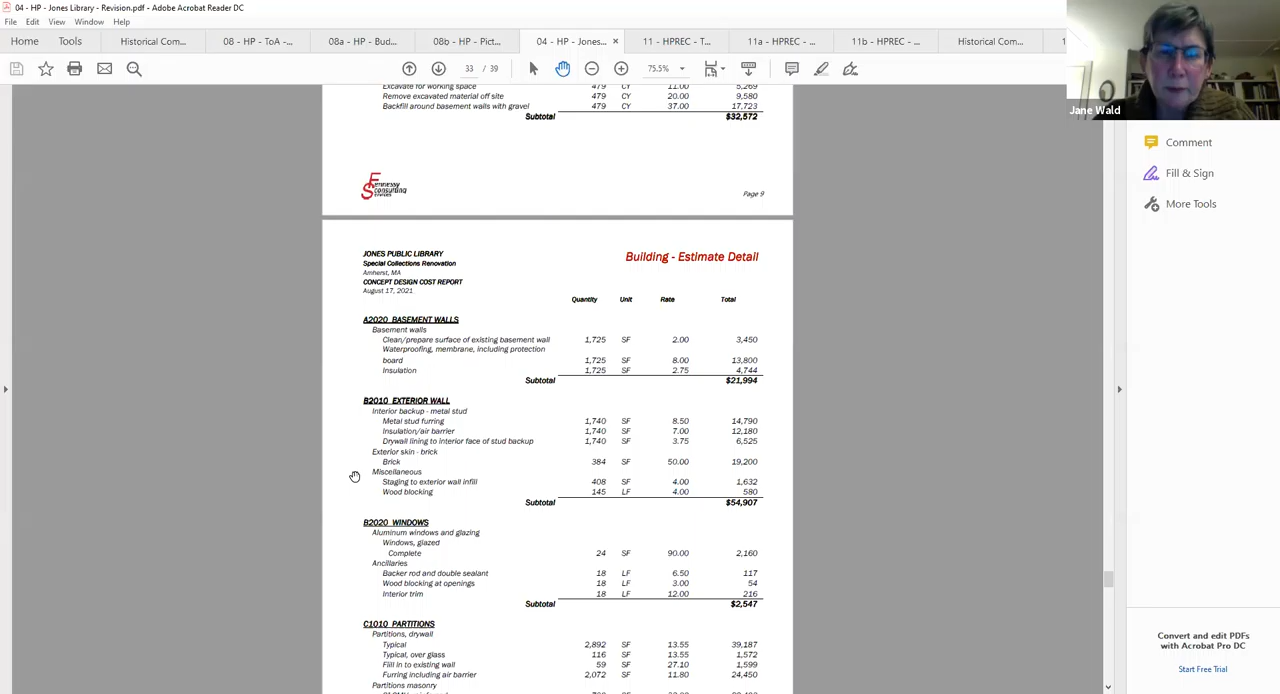 04 - HP - Jones Library - Revision.pdf - Adobe Acrobat Reader DC
File Edit View Window Help
Home Tools Historical Com... 08 - HP - ToA -... 08a - HP - Bud... 08b - HP - Pict... 04 - HP - Jones... × 11 - HPREC - T... 11a - HPREC - ... 11b - HPREC - ... Historical Com...
33 / 39 75.5%
Jane Wald
Comment
Fill & Sign
More Tools
Excavate for working space 479 CY 11.00 5,269
Remove excavated material off site 479 CY 20.00 9,580
Backfill around basement walls with gravel 479 CY 37.00 17,723
Subtotal $32,572
Fennessy
Consulting
Services
Page 9
JONES PUBLIC LIBRARY
Building - Estimate Detail
Special Collections Renovation
Amherst, MA
CONCEPT DESIGN COST REPORT
August 17, 2021
Quantity Unit Rate Total
A2020 BASEMENT WALLS
Basement walls
Clean/prepare surface of existing basement wall 1,725 SF 2.00 3,450
Waterproofing, membrane, including protection
board 1,725 SF 8.00 13,800
Insulation 1,725 SF 2.75 4,744
Subtotal $21,994
B2010 EXTERIOR WALL
Interior backup - metal stud
Metal stud furring 1,740 SF 8.50 14,790
Insulation/air barrier 1,740 SF 7.00 12,180
Drywall lining to interior face of stud backup 1,740 SF 3.75 6,525
Exterior skin - brick
Brick 384 SF 50.00 19,200
Miscellaneous
Staging to exterior wall infill 408 SF 4.00 1,632
Wood blocking 145 LF 4.00 580
Subtotal $54,907
B2020 WINDOWS
Aluminum windows and glazing
Windows, glazed
Complete 24 SF 90.00 2,160
Ancillaries
Backer rod and double sealant 18 LF 6.50 117
Wood blocking at openings 18 LF 3.00 54
Interior trim 18 LF 12.00 216
Subtotal $2,547
C1010 PARTITIONS
Partitions, drywall
Typical 2,892 SF 13.55 39,187
Typical, over glass 116 SF 13.55 1,572
Fill in to existing wall 59 SF 27.10 1,599
Furring including air barrier 2,072 SF 11.80 24,450
Partitions masonry
Convert and edit PDFs
with Acrobat Pro DC
Start Free Trial